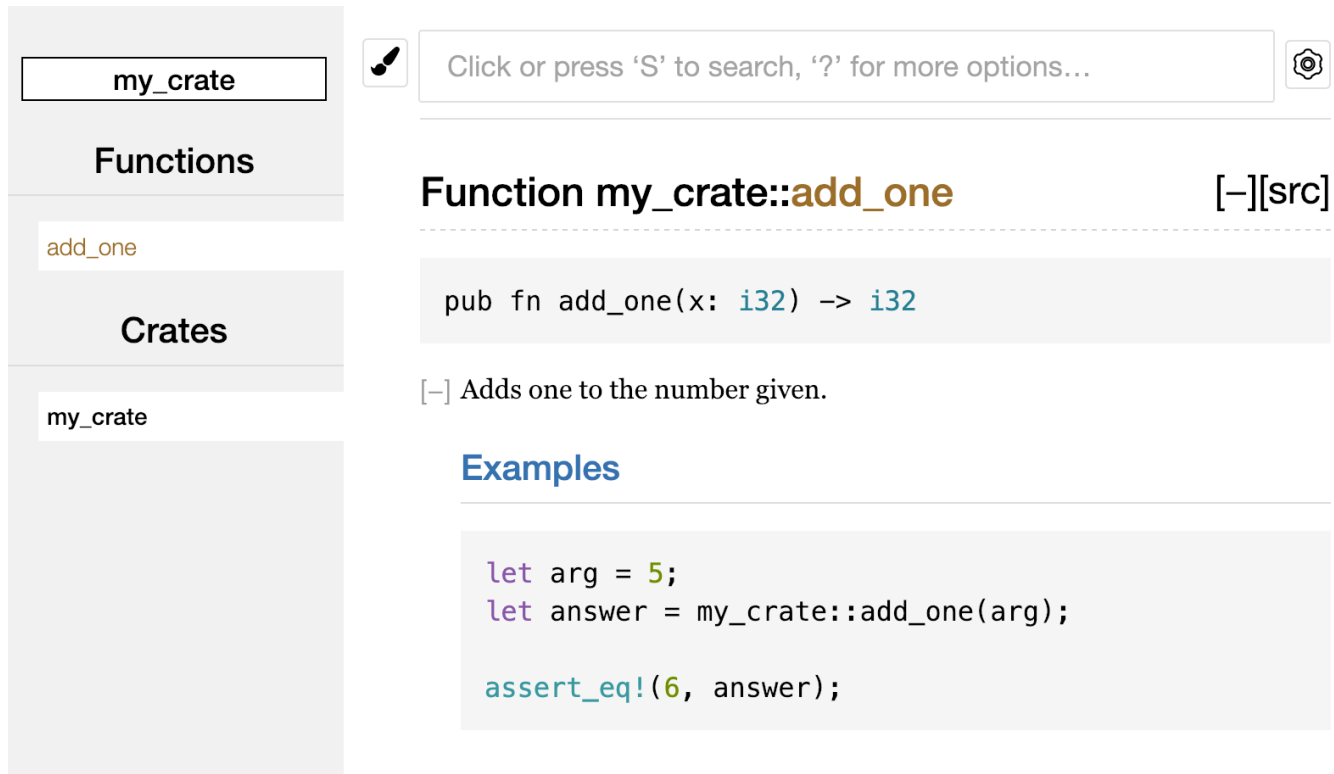 my_crate
Functions
add_one
Crates
my_crate
Click or press ‘S’ to search, ‘?’ for more options…
Function my_crate::add_one
[–][src]
pub fn add_one(x: i32) -> i32
[–] Adds one to the number given.
Examples
let arg = 5;
let answer = my_crate::add_one(arg);
assert_eq!(6, answer);